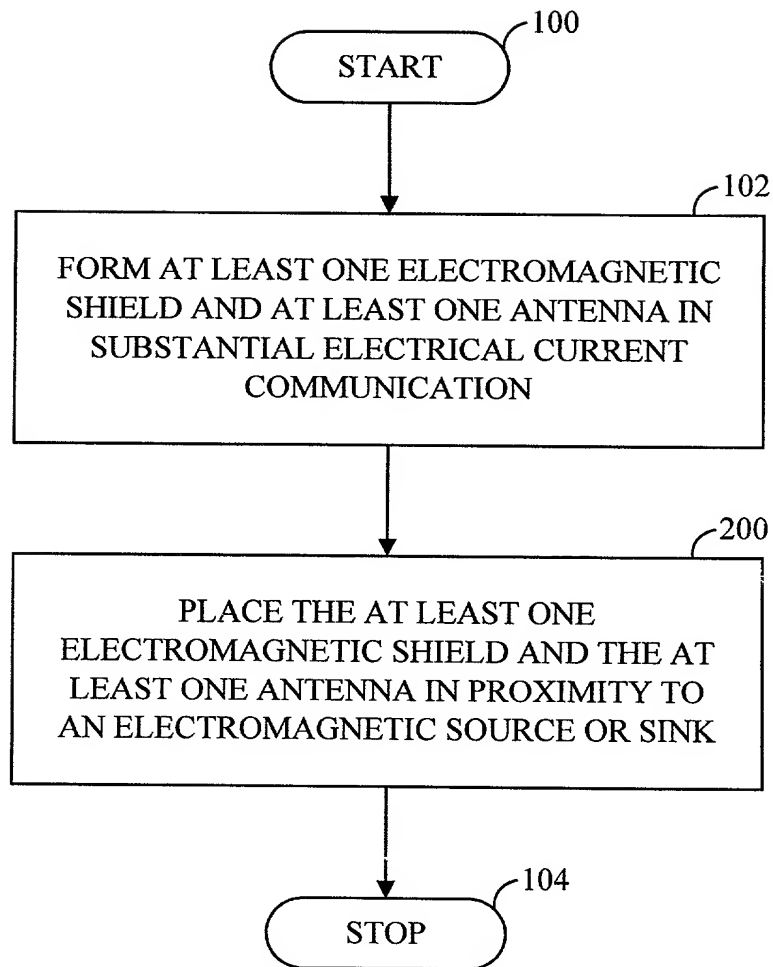 100
START
102
FORM AT LEAST ONE ELECTROMAGNETIC
SHIELD AND AT LEAST ONE ANTENNA IN
SUBSTANTIAL ELECTRICAL CURRENT
COMMUNICATION
200
PLACE THE AT LEAST ONE
ELECTROMAGNETIC SHIELD AND THE AT
LEAST ONE ANTENNA IN PROXIMITY TO
AN ELECTROMAGNETIC SOURCE OR SINK
104
STOP